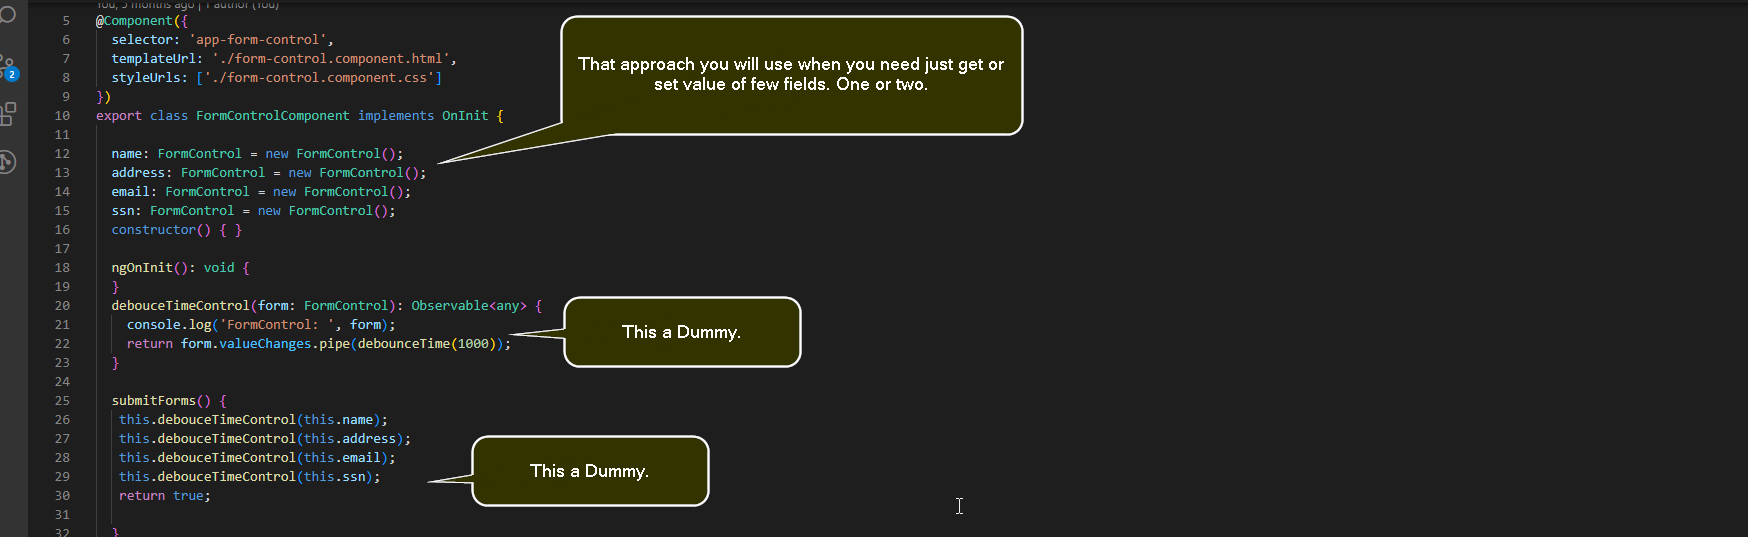 You, 5 months ago | 1 author (You)
5 @Component({
6 selector: 'app-form-control',
7 templateUrl: './form-control.component.html',
8 styleUrls: ['./form-control.component.css']
9 })
10 export class FormControlComponent implements OnInit {
11
12 name: FormControl = new FormControl();
13 address: FormControl = new FormControl();
14 email: FormControl = new FormControl();
15 ssn: FormControl = new FormControl();
16 constructor() { }
17
18 ngOnInit(): void {
19 }
20 debouceTimeControl(form: FormControl): Observable<any> {
21 console.log('FormControl: ', form);
22 return form.valueChanges.pipe(debounceTime(1000));
23 }
24
25 submitForms() {
26 this.debouceTimeControl(this.name);
27 this.debouceTimeControl(this.address);
28 this.debouceTimeControl(this.email);
29 this.debouceTimeControl(this.ssn);
30 return true;
31
32 }
That approach you will use when you need just get or
set value of few fields. One or two.
This a Dummy.
This a Dummy.
2